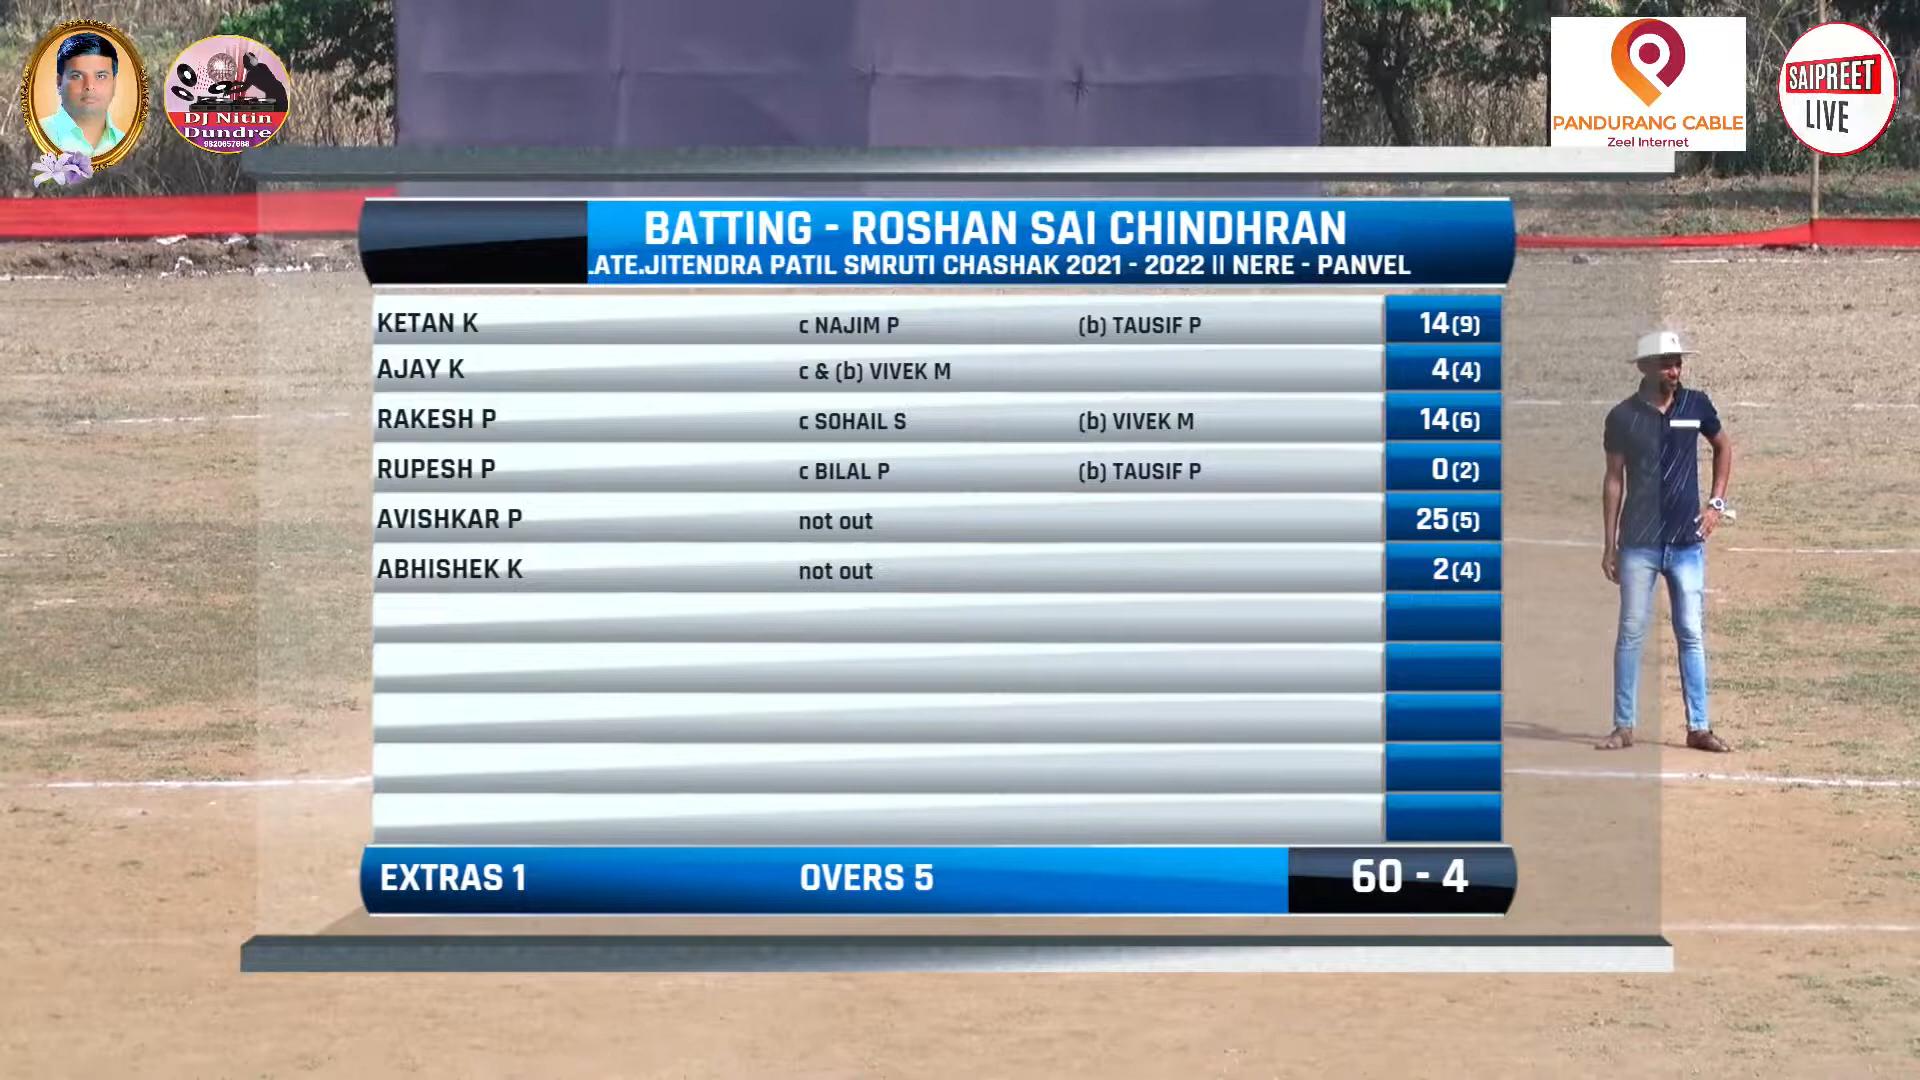 DJ Nitin
Dundre
9820657668
PANDURANG CABLE
Zeel Internet
SAIPREET
LIVE
BATTING - ROSHAN SAI CHINDHRAN
.ATE.JITENDRA PATIL SMRUTI CHASHAK 2021 - 2022 || NERE - PANVEL
KETAN K c NAJIM P (b) TAUSIF P 14(9)
AJAY K c & (b) VIVEK M 4(4)
RAKESH P c SOHAIL S (b) VIVEK M 14(6)
RUPESH P c BILAL P (b) TAUSIF P 0(2)
AVISHKAR P not out 25(5)
ABHISHEK K not out 2(4)
EXTRAS 1 OVERS 5 60 - 4